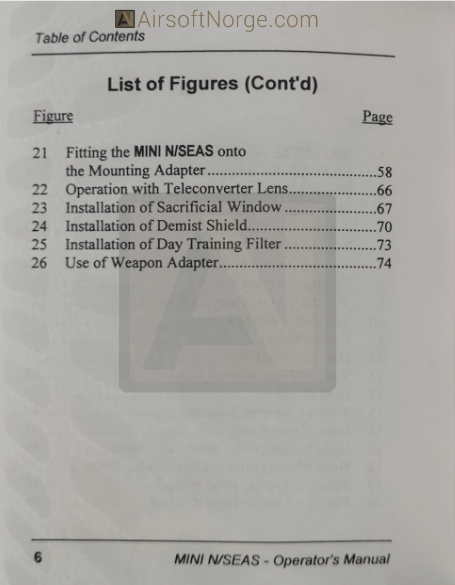 AirsoftNorge.com
Table of Contents
List of Figures (Cont'd)
Figure Page
21 Fitting the MINI N/SEAS onto
the Mounting Adapter..........................................58
22 Operation with Teleconverter Lens.....................66
23 Installation of Sacrificial Window.......................67
24 Installation of Demist Shield................................70
25 Installation of Day Training Filter.......................73
26 Use of Weapon Adapter.......................................74
6 MINI N/SEAS - Operator's Manual